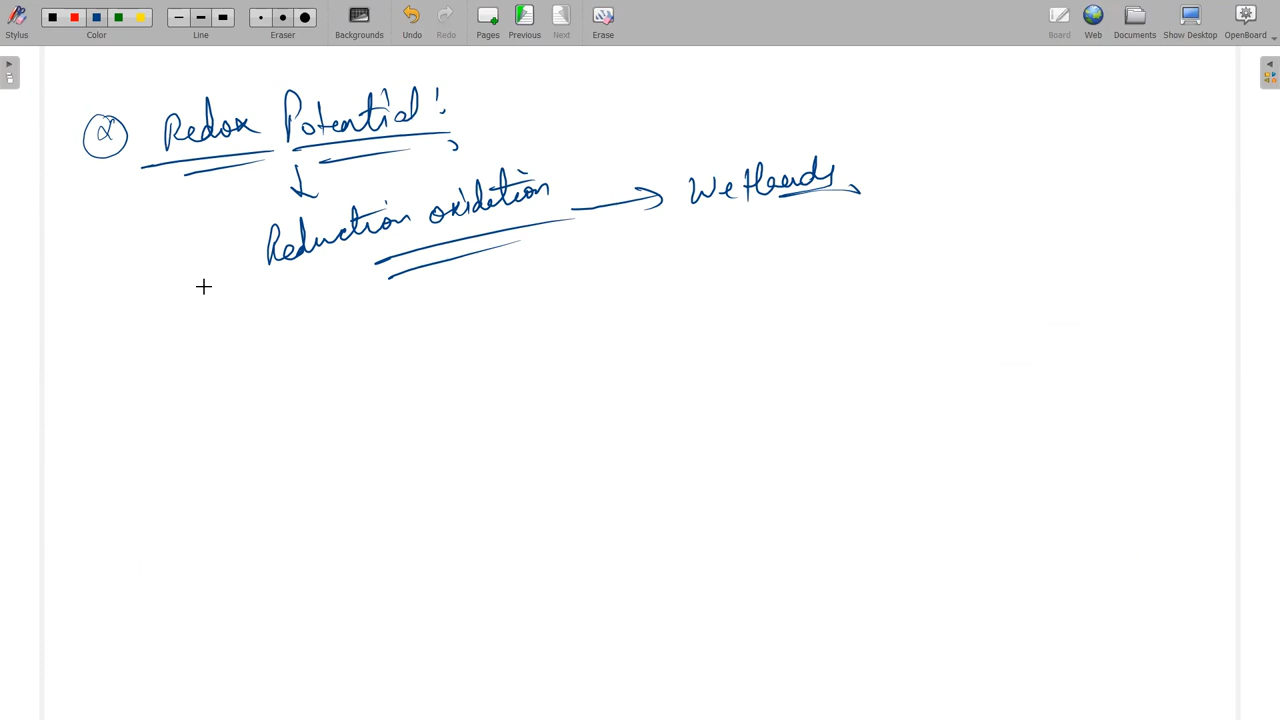 Stylus
Color
Line
Eraser
Backgrounds
Undo
Redo
Pages
Previous
Next
Erase
Board
Web
Documents
Show Desktop
OpenBoard
α Redox Potential:
Reduction oxidation → Wetlands